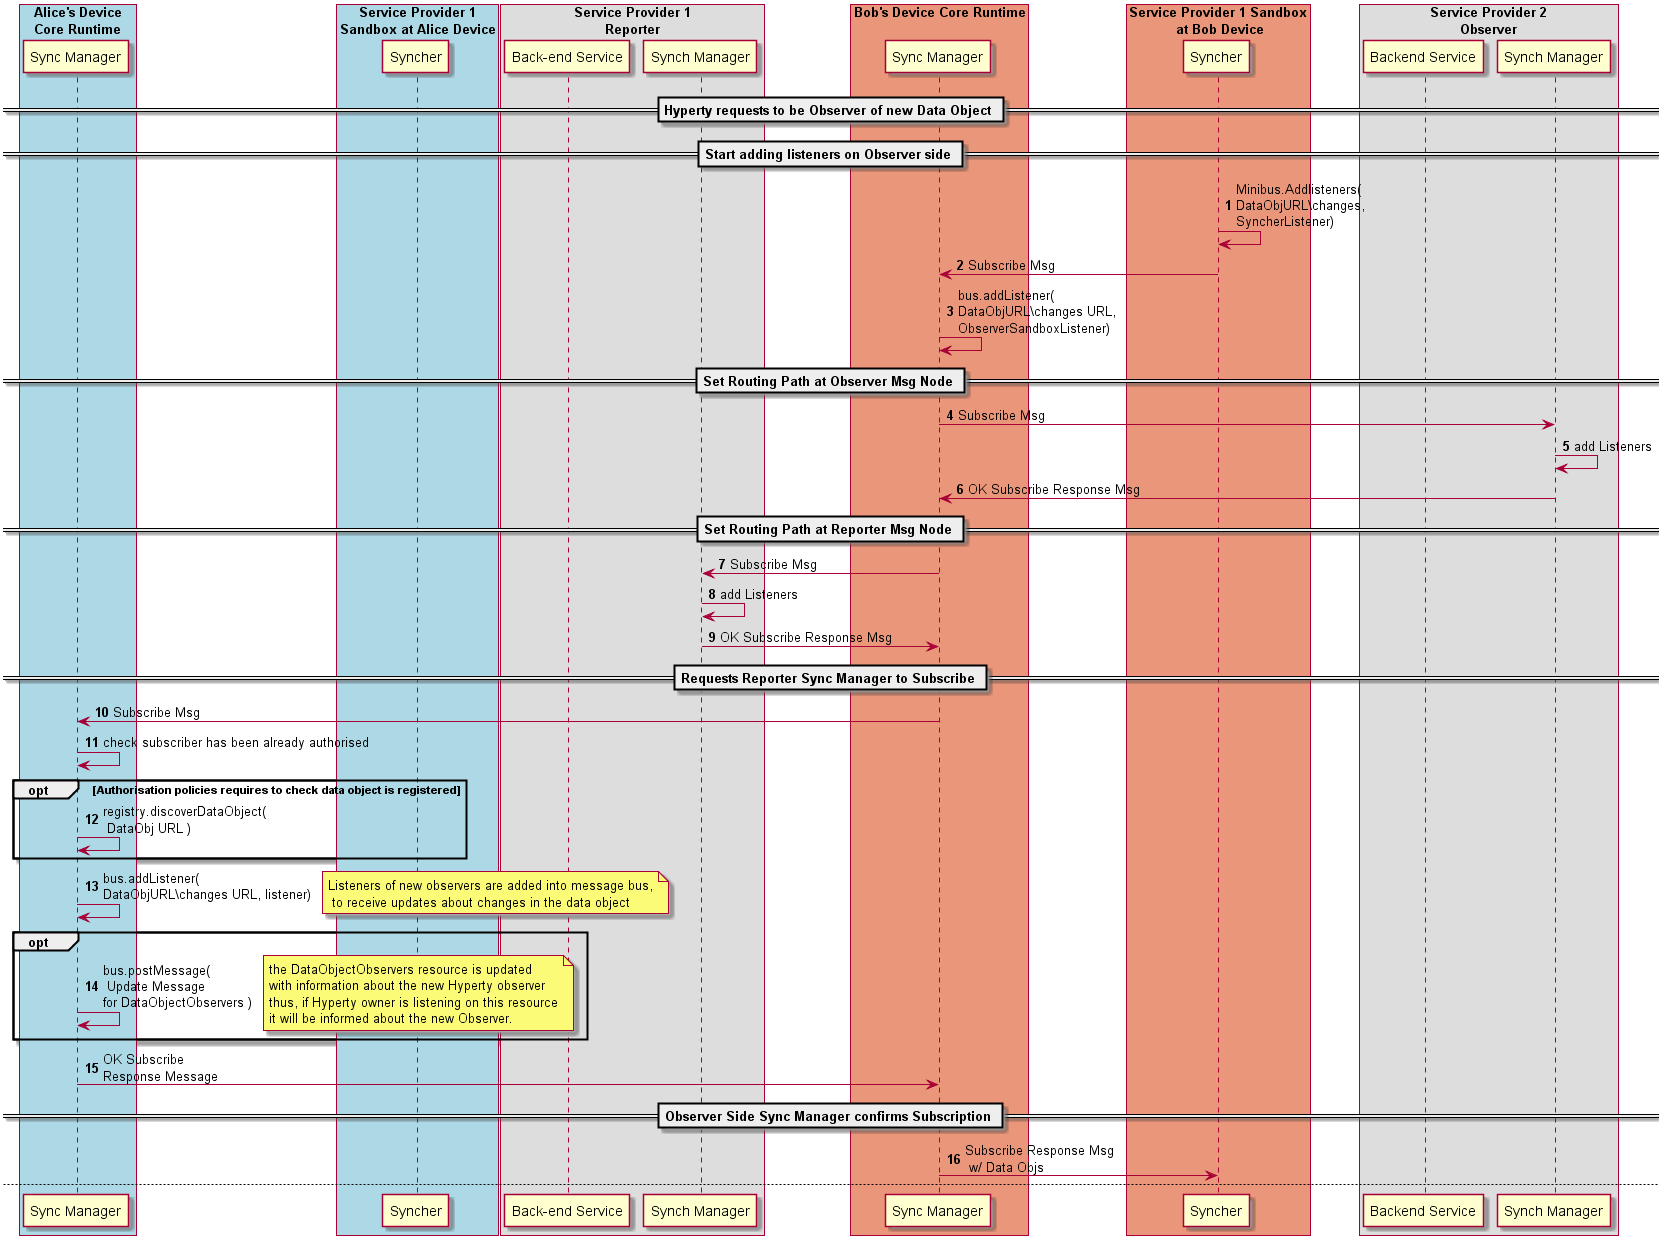 Alice's Device
Core Runtime
Service Provider 1
Sandbox at Alice Device
Service Provider 1
Reporter
Bob's Device Core Runtime
Service Provider 1 Sandbox
at Bob Device
Service Provider 2
Observer
Sync Manager
Syncher
Back-end Service
Synch Manager
Sync Manager
Syncher
Backend Service
Synch Manager
Hyperty requests to be Observer of new Data Object
Start adding listeners on Observer side
Minibus.Addlisteners(
1 DataObjURL\changes,
SyncherListener)
2 Subscribe Msg
bus.addListener(
3 DataObjURL\changes URL,
ObserverSandboxListener)
Set Routing Path at Observer Msg Node
4 Subscribe Msg
5 add Listeners
6 OK Subscribe Response Msg
Set Routing Path at Reporter Msg Node
7 Subscribe Msg
8 add Listeners
9 OK Subscribe Response Msg
Requests Reporter Sync Manager to Subscribe
10 Subscribe Msg
11 check subscriber has been already authorised
opt [Authorisation policies requires to check data object is registered]
registry.discoverDataObject(
12 DataObj URL )
bus.addListener(
13 DataObjURL\changes URL, listener)
Listeners of new observers are added into message bus,
to receive updates about changes in the data object
opt
bus.postMessage(
14 Update Message
for DataObjectObservers )
the DataObjectObservers resource is updated
with information about the new Hyperty observer
thus, if Hyperty owner is listening on this resource
it will be informed about the new Observer.
OK Subscribe
15 Response Message
Observer Side Sync Manager confirms Subscription
Subscribe Response Msg
16 w/ Data Objs
Sync Manager
Syncher
Back-end Service
Synch Manager
Sync Manager
Syncher
Backend Service
Synch Manager